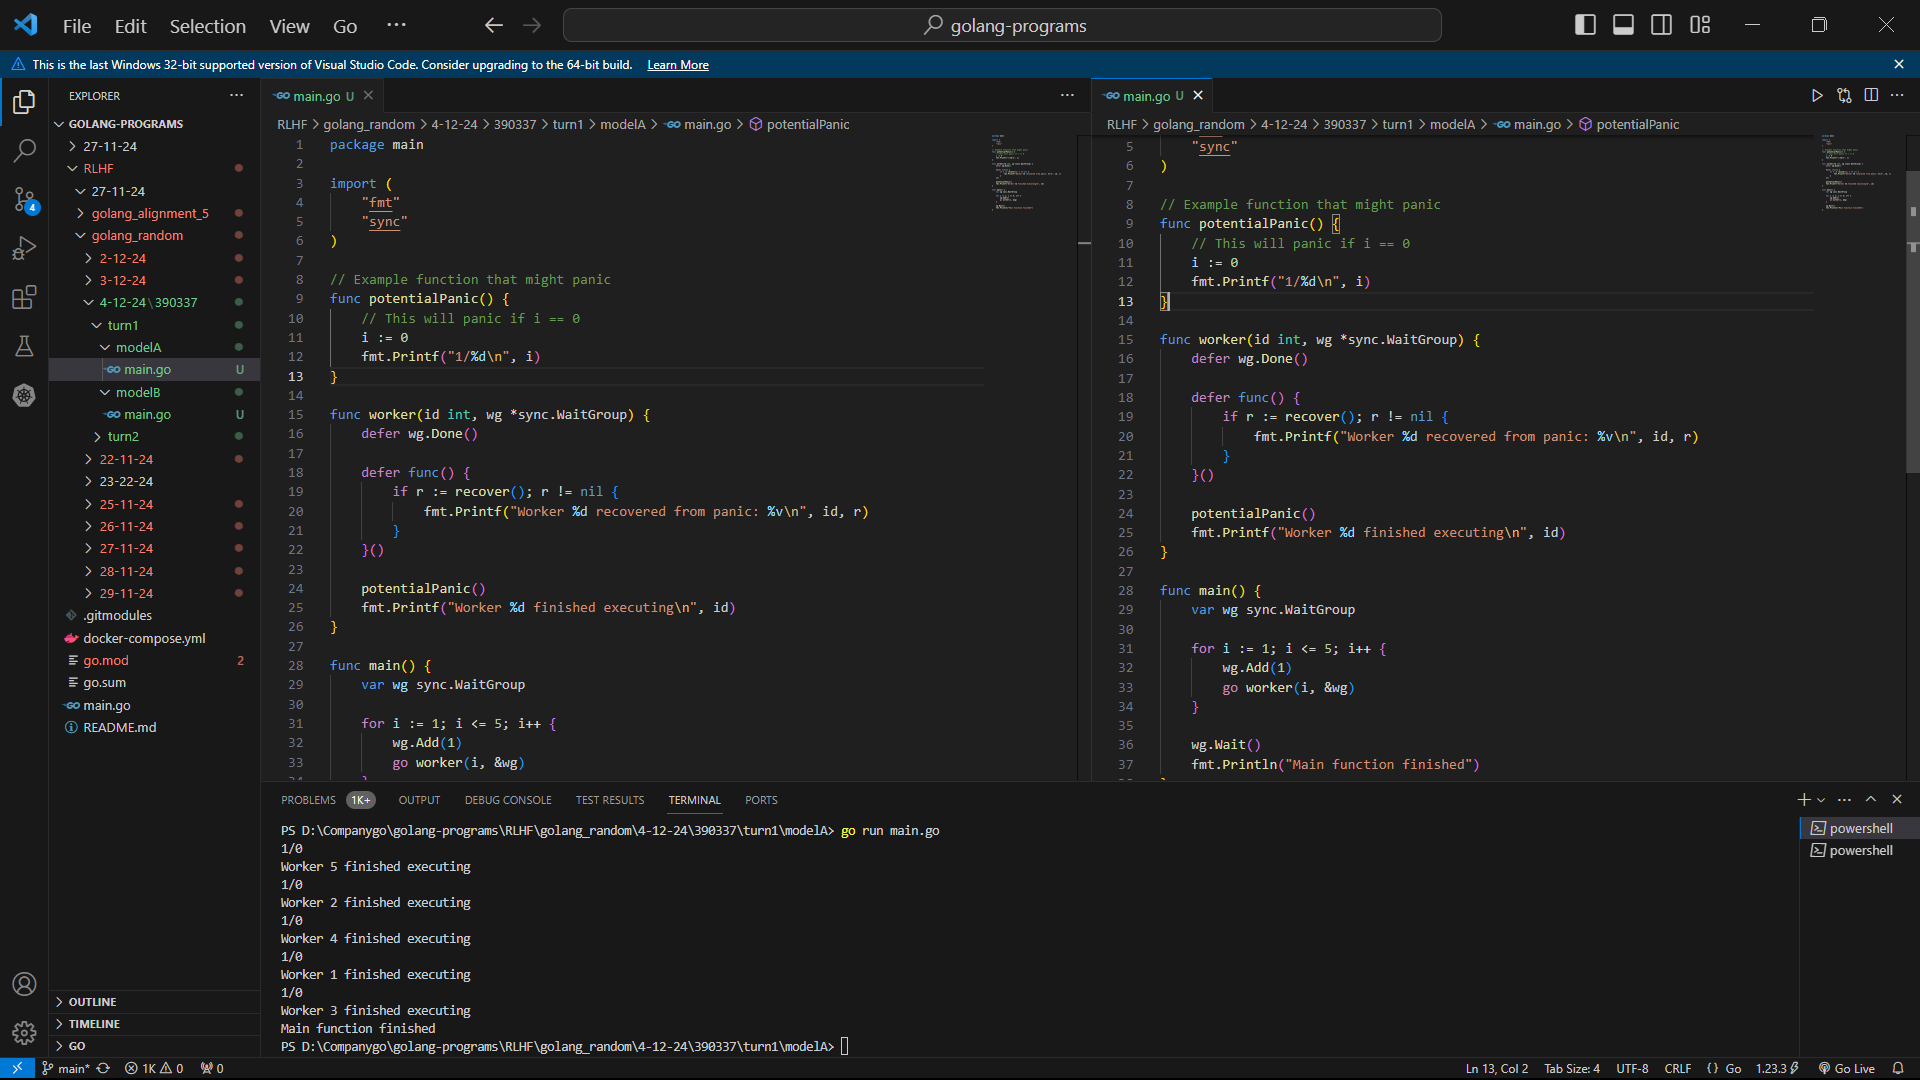 File Edit Selection View Go ···
golang-programs
This is the last Windows 32-bit supported version of Visual Studio Code. Consider upgrading to the 64-bit build. Learn More
EXPLORER
GOLANG-PROGRAMS
27-11-24
RLHF
27-11-24
golang_alignment_5
golang_random
2-12-24
3-12-24
4-12-24\390337
turn1
modelA
main.go U
modelB
main.go U
turn2
22-11-24
23-22-24
25-11-24
26-11-24
27-11-24
28-11-24
29-11-24
.gitmodules
docker-compose.yml
go.mod 2
go.sum
main.go
README.md
OUTLINE
TIMELINE
GO
4
main.go U
RLHF > golang_random > 4-12-24 > 390337 > turn1 > modelA > main.go > potentialPanic
1 package main
2
3 import (
4     "fmt"
5     "sync"
6 )
7
8 // Example function that might panic
9 func potentialPanic() {
10     // This will panic if i == 0
11     i := 0
12     fmt.Printf("1/%d\n", i)
13 }
14
15 func worker(id int, wg *sync.WaitGroup) {
16     defer wg.Done()
17
18     defer func() {
19         if r := recover(); r != nil {
20             fmt.Printf("Worker %d recovered from panic: %v\n", id, r)
21         }
22     }()
23
24     potentialPanic()
25     fmt.Printf("Worker %d finished executing\n", id)
26 }
27
28 func main() {
29     var wg sync.WaitGroup
30
31     for i := 1; i <= 5; i++ {
32         wg.Add(1)
33         go worker(i, &wg)
main.go U
RLHF > golang_random > 4-12-24 > 390337 > turn1 > modelA > main.go > potentialPanic
5     "sync"
6 )
7
8 // Example function that might panic
9 func potentialPanic() {
10     // This will panic if i == 0
11     i := 0
12     fmt.Printf("1/%d\n", i)
13 }
14
15 func worker(id int, wg *sync.WaitGroup) {
16     defer wg.Done()
17
18     defer func() {
19         if r := recover(); r != nil {
20             fmt.Printf("Worker %d recovered from panic: %v\n", id, r)
21         }
22     }()
23
24     potentialPanic()
25     fmt.Printf("Worker %d finished executing\n", id)
26 }
27
28 func main() {
29     var wg sync.WaitGroup
30
31     for i := 1; i <= 5; i++ {
32         wg.Add(1)
33         go worker(i, &wg)
34     }
35
36     wg.Wait()
37     fmt.Println("Main function finished")
PROBLEMS 1K+ OUTPUT DEBUG CONSOLE TEST RESULTS TERMINAL PORTS
PS D:\Companygo\golang-programs\RLHF\golang_random\4-12-24\390337\turn1\modelA> go run main.go
1/0
Worker 5 finished executing
1/0
Worker 2 finished executing
1/0
Worker 4 finished executing
1/0
Worker 1 finished executing
1/0
Worker 3 finished executing
Main function finished
PS D:\Companygo\golang-programs\RLHF\golang_random\4-12-24\390337\turn1\modelA>
powershell
powershell
main* 1K 0 0 Ln 13, Col 2 Tab Size: 4 UTF-8 CRLF {} Go 1.23.3 Go Live